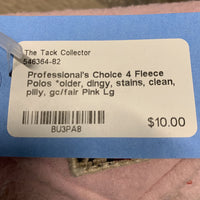 The Tack Collector
546364-82
Professional's Choice 4 Fleece
Polos *older, dingy, stains, clean,
pilly, gc/fair Pink Lg
BU3PA8
$10.00